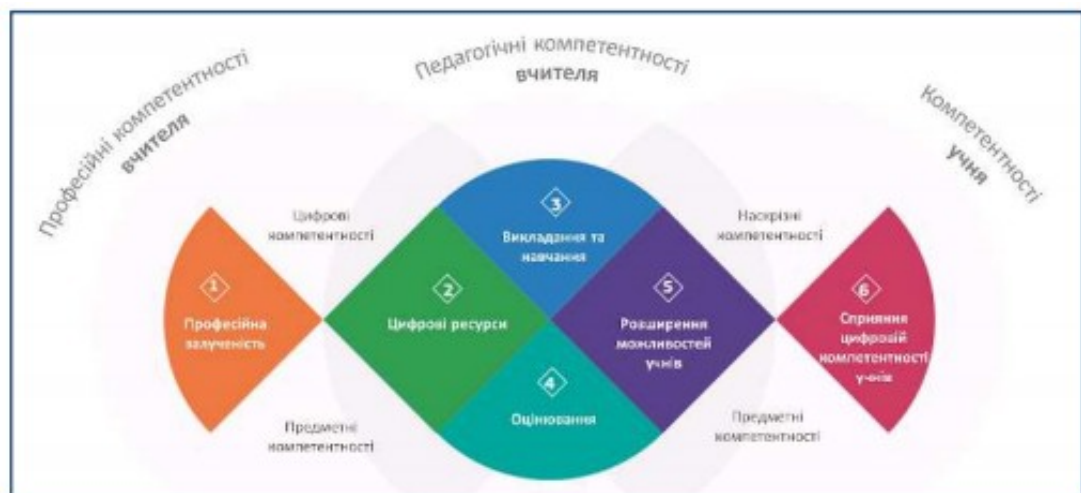 Професійні компетентності
вчителя
Педагогічні компетентності
вчителя
Компетентності
учня
Цифрові
компетентності
Наскрізні
компетентності
1
Професійна
залученість
2
Цифрові ресурси
3
Викладання та
навчання
4
Оцінювання
5
Розширення
можливостей
учнів
6
Сприяння
цифровій
компетентності
учнів
Предметні
компетентності
Предметні
компетентності